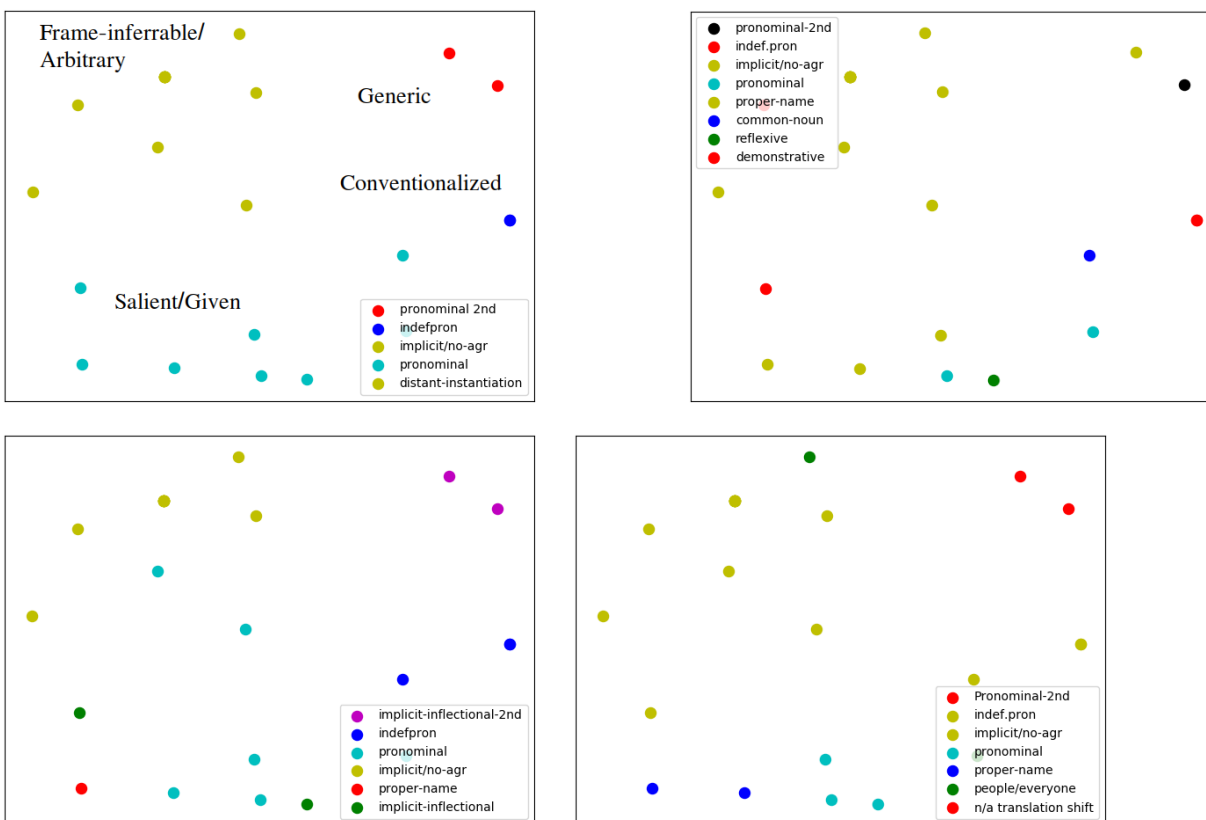 Frame-inferrable/
Arbitrary
Generic
Conventionalized
Salient/Given
pronominal 2nd
indefpron
implicit/no-agr
pronominal
distant-instantiation
pronominal-2nd
indef.pron
implicit/no-agr
pronominal
proper-name
common-noun
reflexive
demonstrative
implicit-inflectional-2nd
indefpron
pronominal
implicit/no-agr
proper-name
implicit-inflectional
Pronominal-2nd
indef.pron
implicit/no-agr
pronominal
proper-name
people/everyone
n/a translation shift